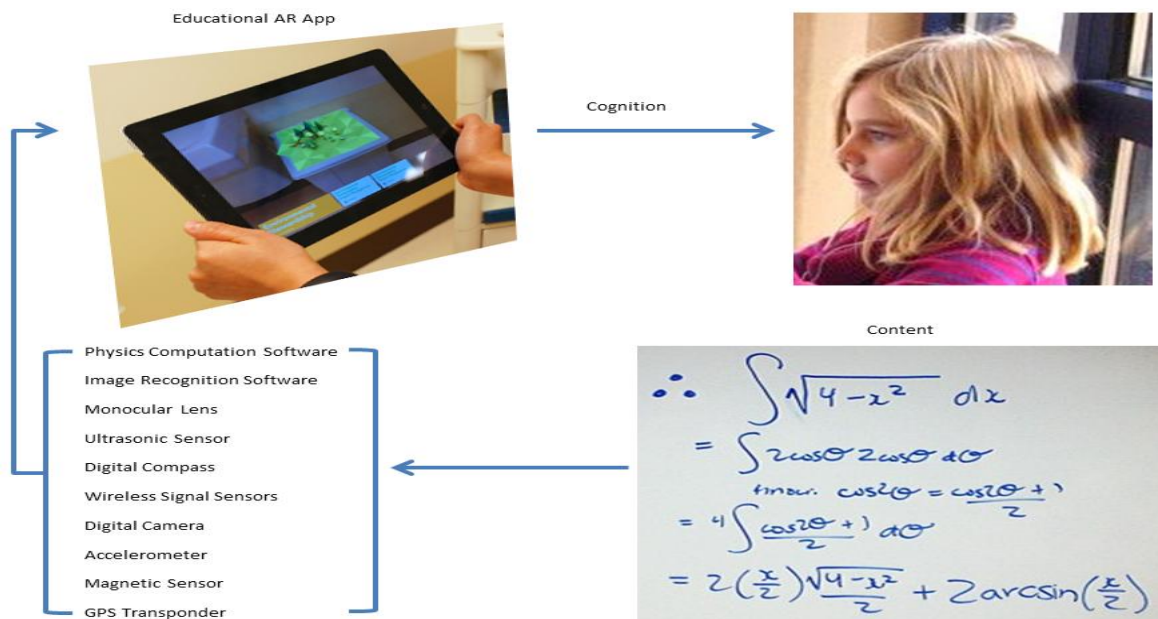 Educational AR App
Cognition
Physics Computation Software
Image Recognition Software
Monocular Lens
Ultrasonic Sensor
Digital Compass
Wireless Signal Sensors
Digital Camera
Accelerometer
Magnetic Sensor
GPS Transponder
Content
∴ ∫√(4-x²) dx
= ∫2cosθ 2cosθ dθ
cos²θ = (cos2θ + 1)/2
= 4∫(cos2θ + 1)/2 dθ
= 2(x/2)√(4-x²)/2 + 2arcsin(x/2)